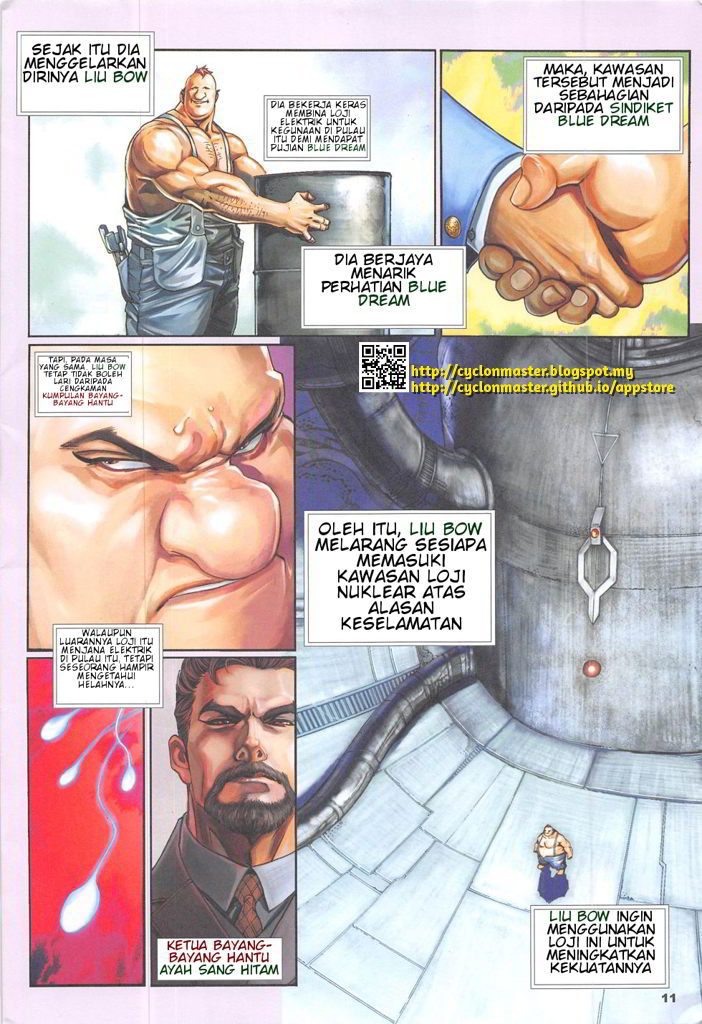 SEJAK ITU DIA
MENGGELARKAN
DIRINYA LIU BOW
DIA BEKERJA KERAS
MEMBINA LOJI
ELEKTRIK UNTUK
KEGUNAAN DI PULAU
ITU DEMI MENDAPAT
PUJIAN BLUE DREAM
DIA BERJAYA
MENARIK
PERHATIAN BLUE
DREAM
MAKA, KAWASAN
TERSEBUT MENJADI
SEBAHAGIAN
DARIPADA SINDIKET
BLUE DREAM
TAPI, PADA MASA
YANG SAMA, LIU BOW
TETAP TIDAK BOLEH
LARI DARIPADA
CENGKAMAN
KUMPULAN BAYANG-
BAYANG HANTU
http://cyclonmaster.blogspot.my
http://cyclonmaster.github.io/appstore
OLEH ITU, LIU BOW
MELARANG SESIAPA
MEMASUKI
KAWASAN LOJI
NUKLEAR ATAS
ALASAN
KESELAMATAN
WALAUPUN
LUARANNYA LOJI ITU
MENJANA ELEKTRIK
DI PULAU ITU, TETAPI
SESEORANG HAMPIR
MENGETAHUI
HELAHNYA...
KETUA BAYANG-
BAYANG HANTU
AYAH SANG HITAM
LIU BOW INGIN
MENGGUNAKAN
LOJI INI UNTUK
MENINGKATKAN
KEKUATANNYA
11